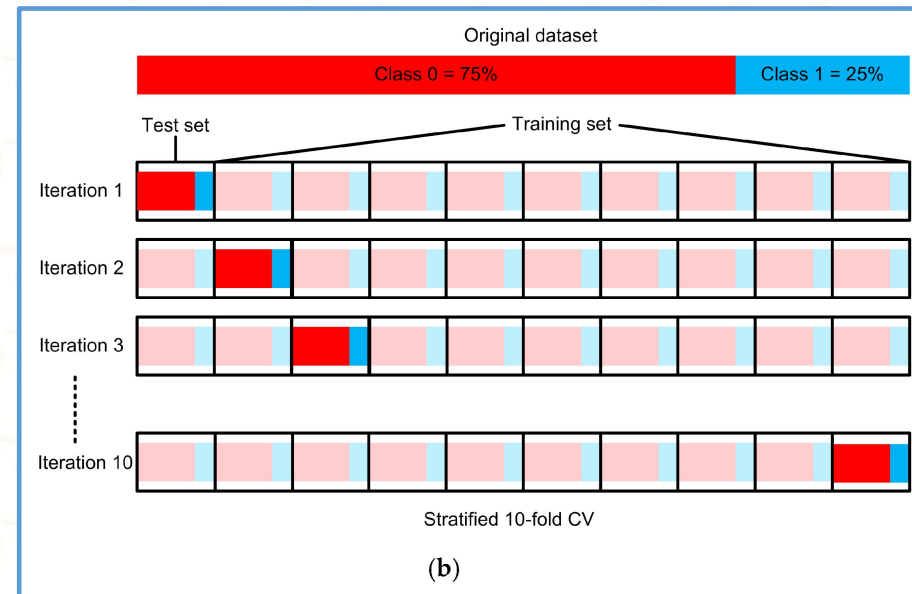 Original dataset
Class 0 = 75%
Class 1 = 25%
Test set
Training set
Iteration 1
Iteration 2
Iteration 3
Iteration 10
Stratified 10-fold CV
(b)